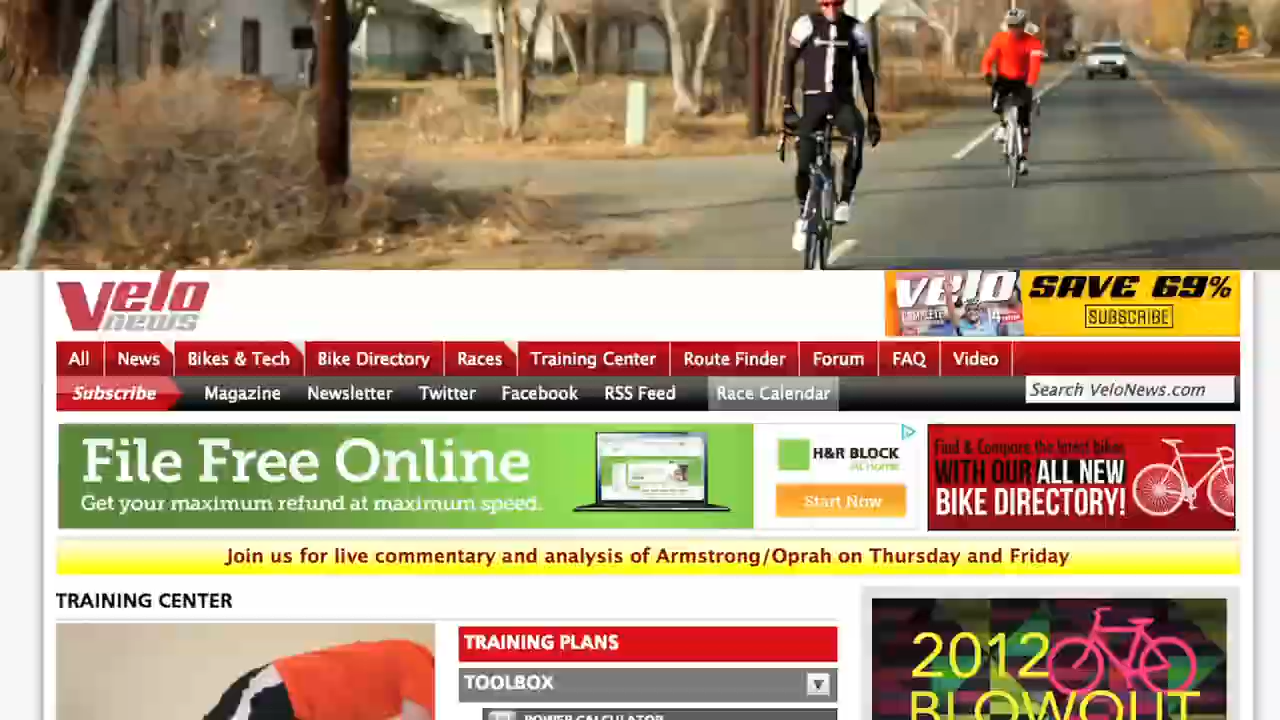 Velo
news
velo
SAVE 69%
SUBSCRIBE
All News Bikes & Tech Bike Directory Races Training Center Route Finder Forum FAQ Video
Subscribe Magazine Newsletter Twitter Facebook RSS Feed Race Calendar Search VeloNews.com
File Free Online
Get your maximum refund at maximum speed.
H&R BLOCK
At Home
Start Now
Find & Compare the latest bikes
WITH OUR ALL NEW
BIKE DIRECTORY!
Join us for live commentary and analysis of Armstrong/Oprah on Thursday and Friday
TRAINING CENTER
TRAINING PLANS
TOOLBOX
POWER CALCULATOR
2012
BLOWOUT